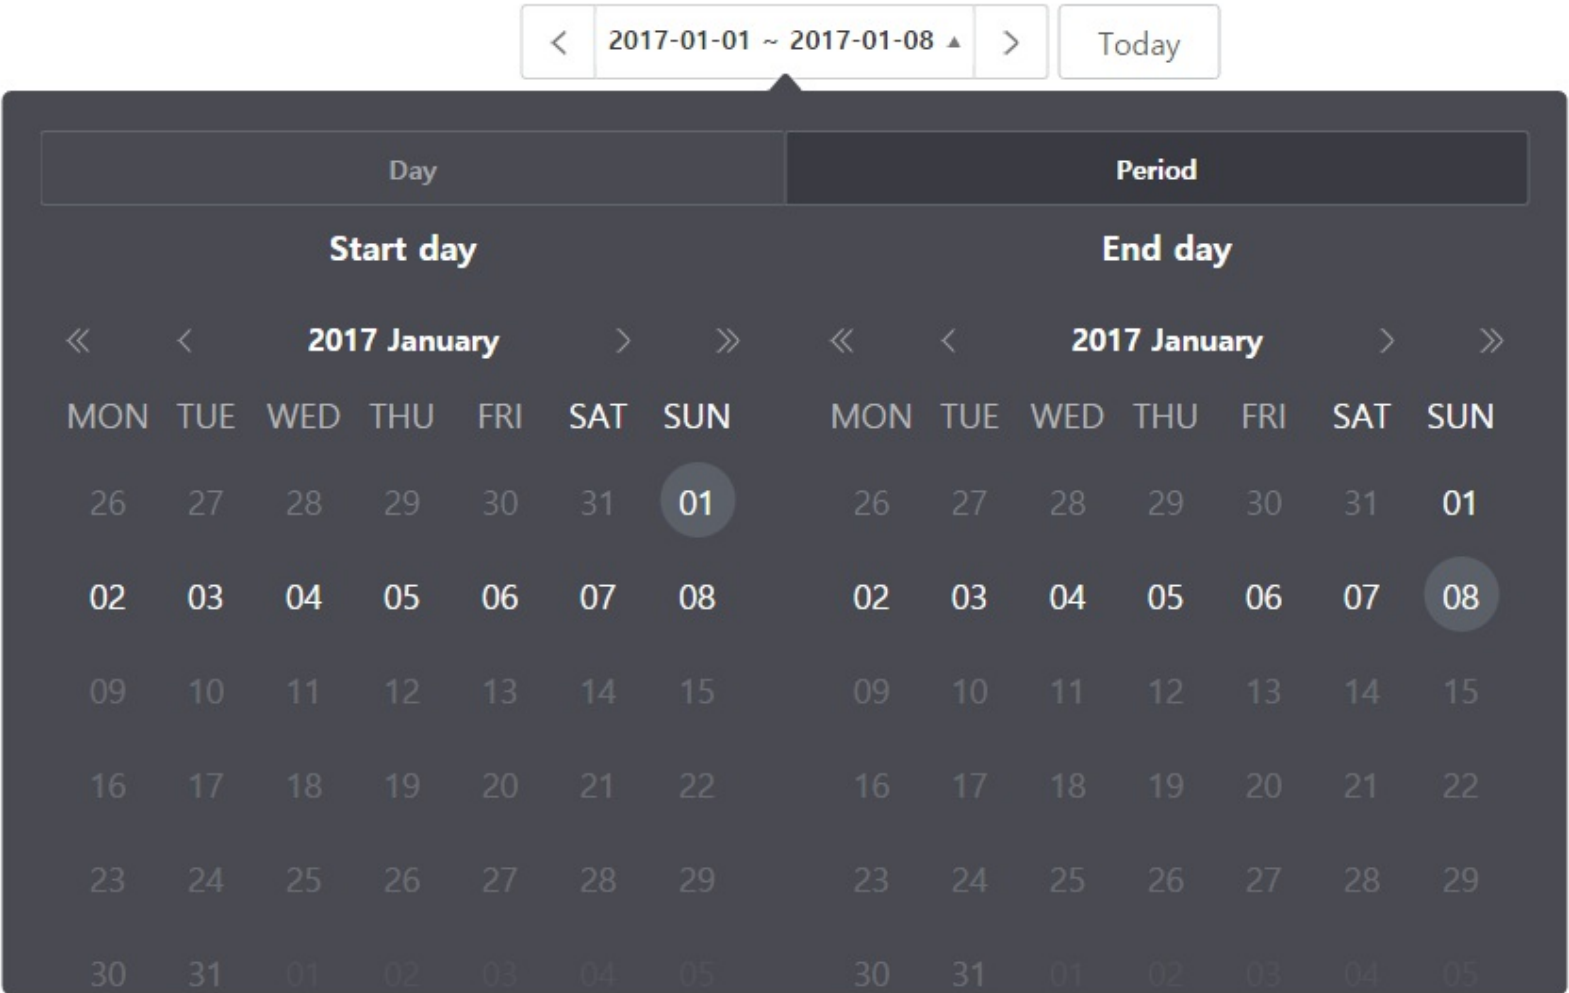 < 2017-01-01 ~ 2017-01-08 ▲ > Today
Day Period
Start day End day
« < 2017 January > » « < 2017 January > »
MON TUE WED THU FRI SAT SUN MON TUE WED THU FRI SAT SUN
26 27 28 29 30 31 01 26 27 28 29 30 31 01
02 03 04 05 06 07 08 02 03 04 05 06 07 08
09 10 11 12 13 14 15 09 10 11 12 13 14 15
16 17 18 19 20 21 22 16 17 18 19 20 21 22
23 24 25 26 27 28 29 23 24 25 26 27 28 29
30 31 01 02 03 04 05 30 31 01 02 03 04 05